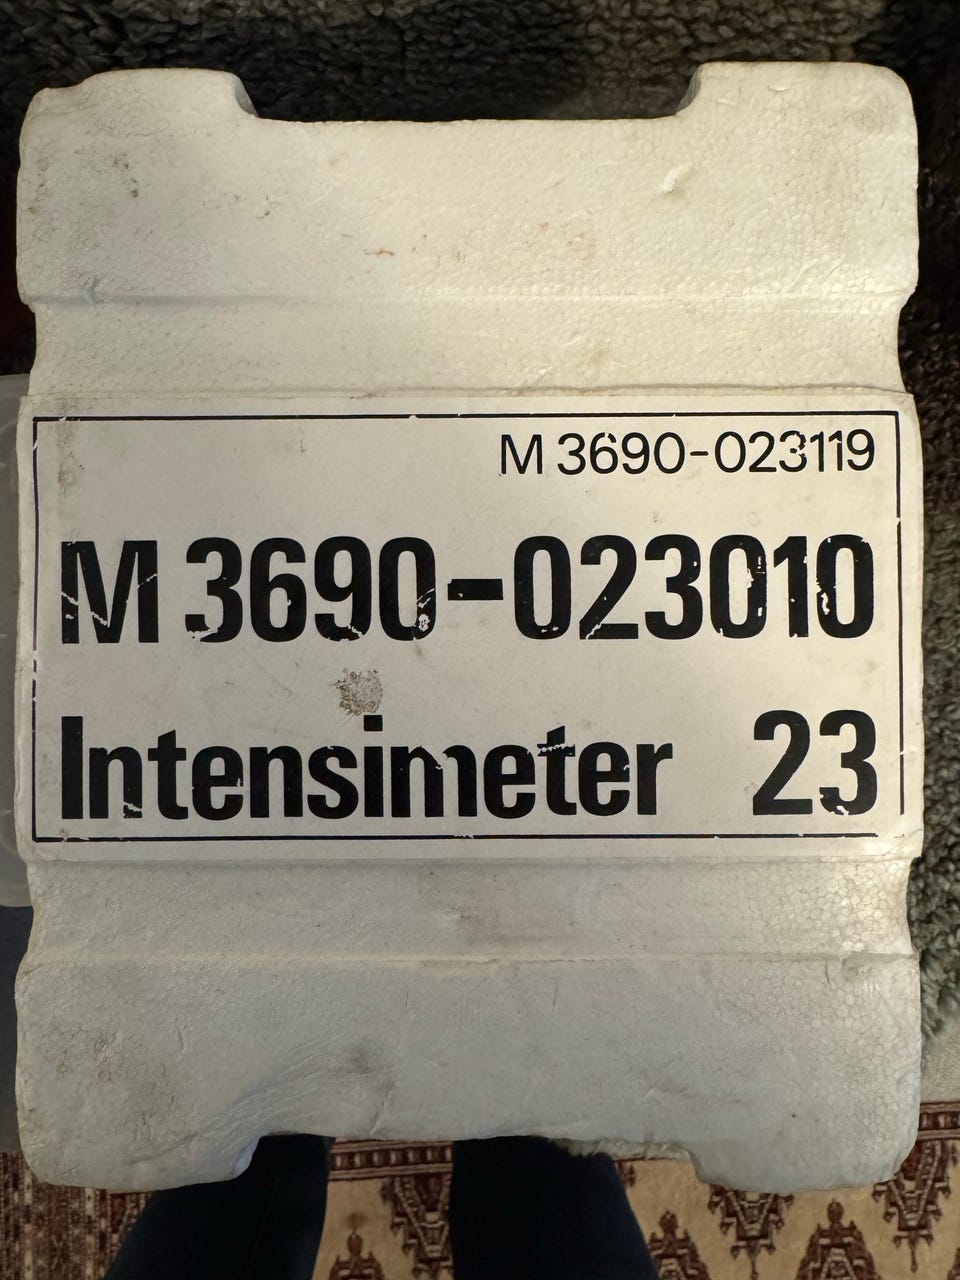 M 3690-023119
M 3690-023010
Intensimeter 23